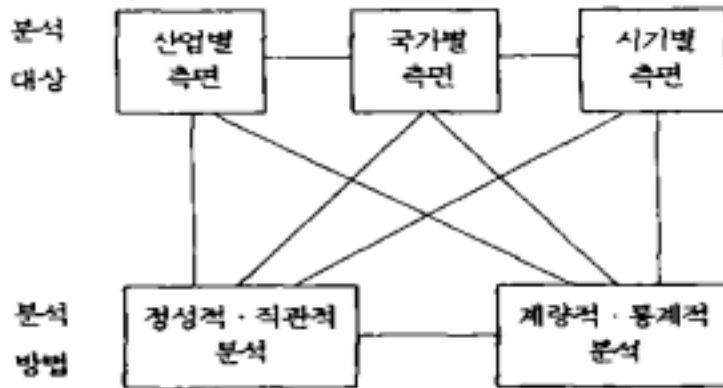 분석
대상
산업별
측면
국가별
측면
시기별
측면
분석
방법
정성적 · 직관적
분석
계량적 · 통계적
분석